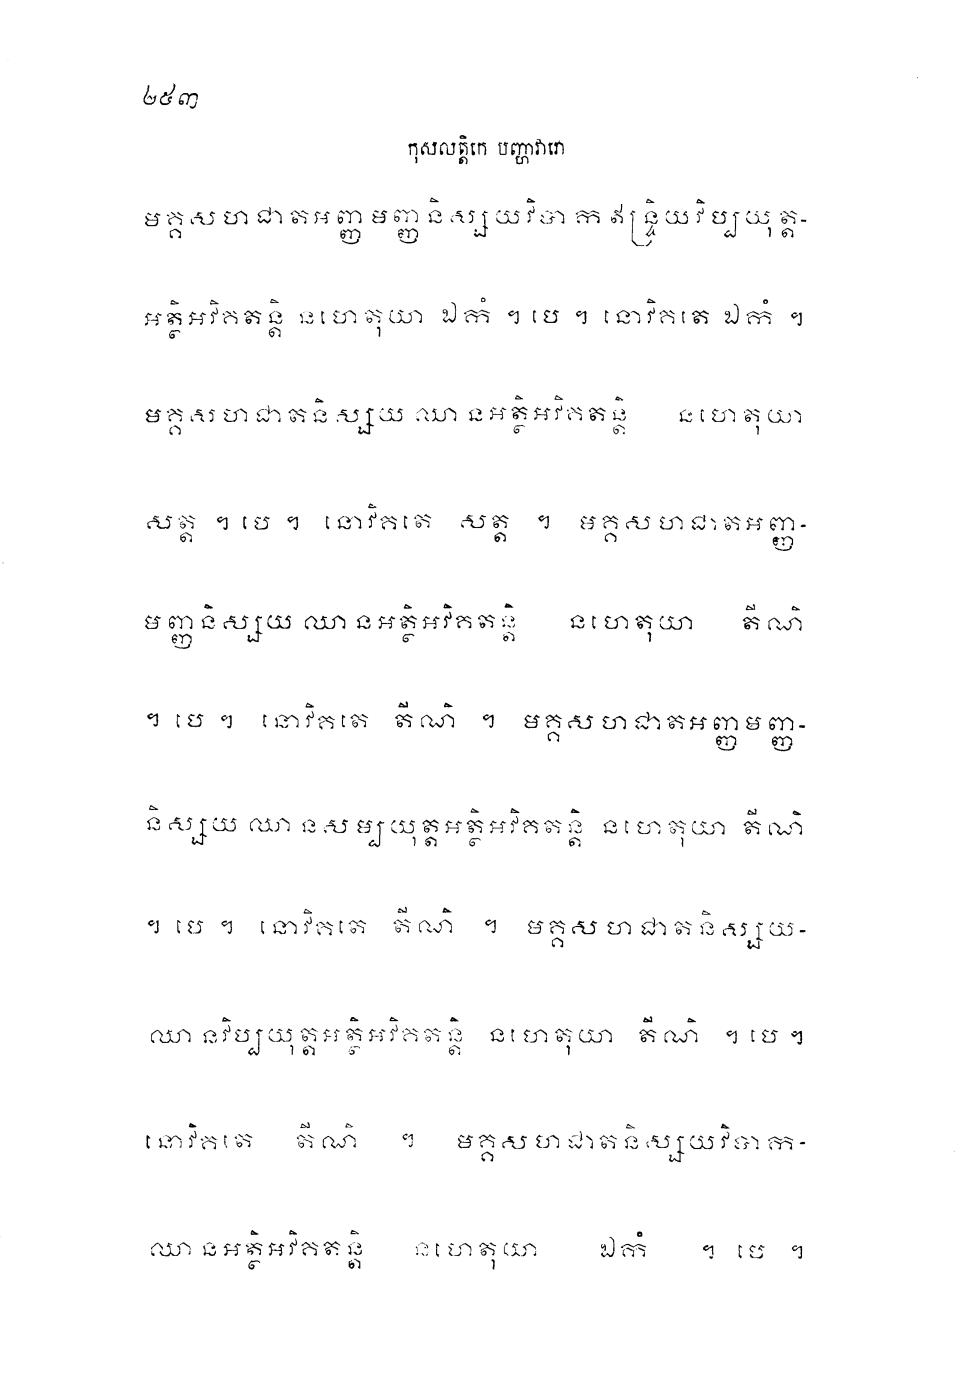 ២៥៣
កុសលត្តិកេ បញ្ហាវារោ
មគ្គសហជាតអញ្ញមញ្ញនិស្សយវិបាកឥន្ទ្រិយវិប្បយុត្ត-
អត្ថិអវិគតន្តិ នហេតុយា ឯកំ ។ បេ ។ នោវិគតេ ឯកំ ។
មគ្គសហជាតនិស្សយឈានអត្ថិអវិគតន្តិ នហេតុយា
សត្ត ។ បេ ។ នោវិគតេ សត្ត ។ មគ្គសហជាតអញ្ញ-
មញ្ញនិស្សយឈានអត្ថិអវិគតន្តិ នហេតុយា តីណិ
។ បេ ។ នោវិគតេ តីណិ ។ មគ្គសហជាតអញ្ញមញ្ញ-
និស្សយឈានសម្បយុត្តអត្ថិអវិគតន្តិ នហេតុយា តីណិ
។ បេ ។ នោវិគតេ តីណិ ។ មគ្គសហជាតនិស្សយ-
ឈានវិប្បយុត្តអត្ថិអវិគតន្តិ នហេតុយា តីណិ ។ បេ ។
នោវិគតេ តីណិ ។ មគ្គសហជាតនិស្សយវិបាក-
ឈានអត្ថិអវិគតន្តិ នហេតុយា ឯកំ ។ បេ ។